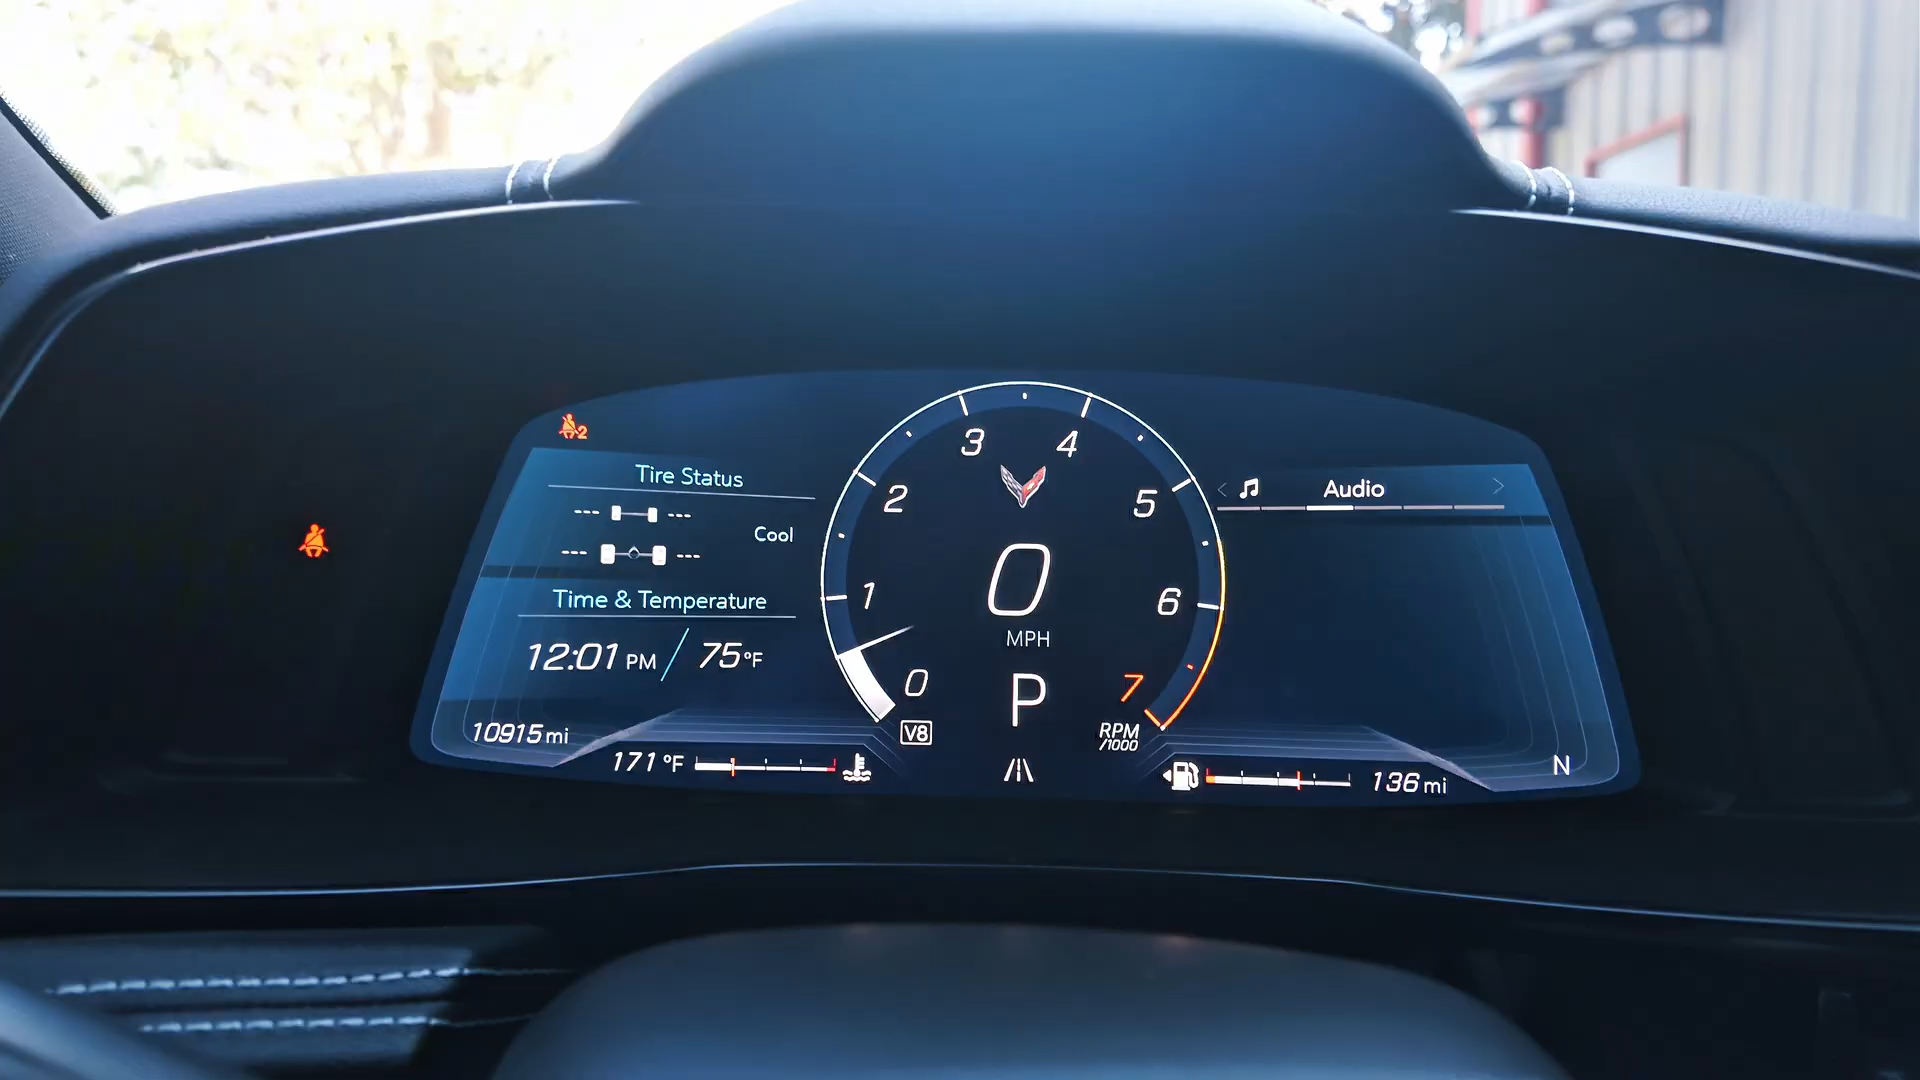 2
Tire Status
--- ---
Cool
--- ---
Time & Temperature
12:01 PM / 75°F
10915 mi
171 °F
0
1
2
3
4
5
6
7
0
MPH
P
V8
RPM
/1000
Audio
136 mi
N